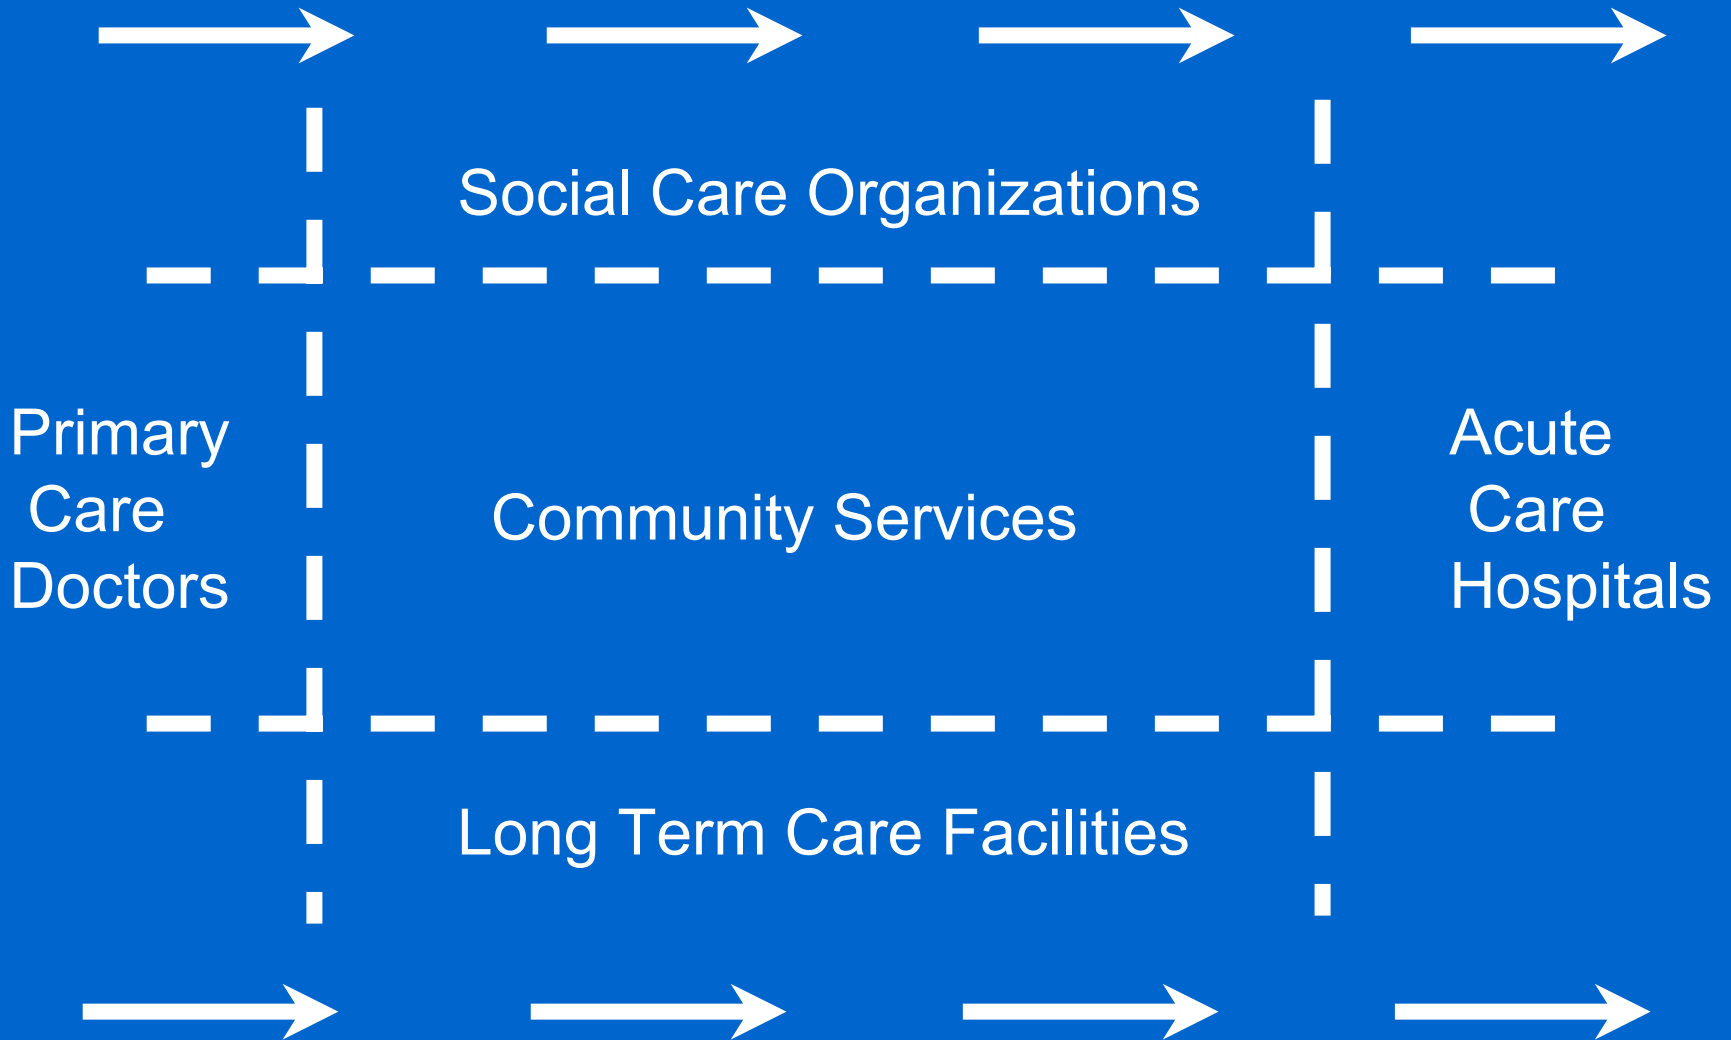 Social Care Organizations
Primary
Care
Doctors
Community Services
Acute
Care
Hospitals
Long Term Care Facilities